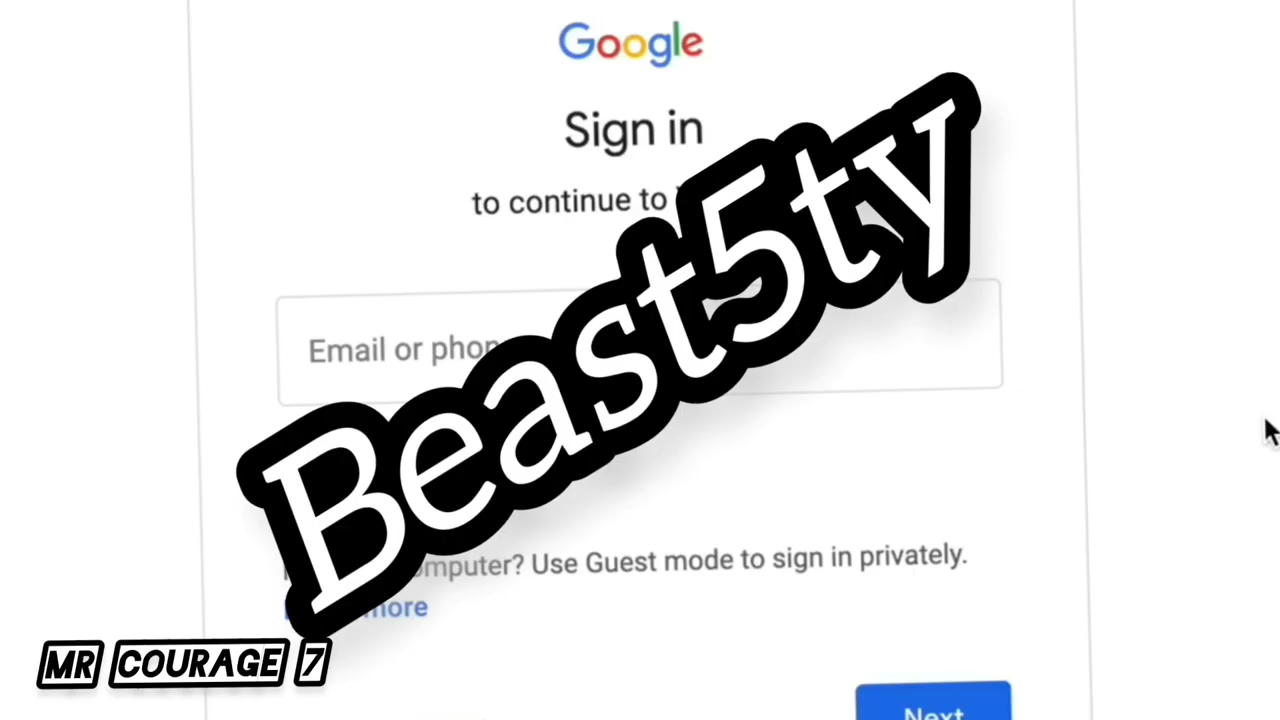 Google
Sign in
to continue to
Beast5ty
Email or phon
omputer? Use Guest mode to sign in privately.
more
MR COURAGE 7
Next